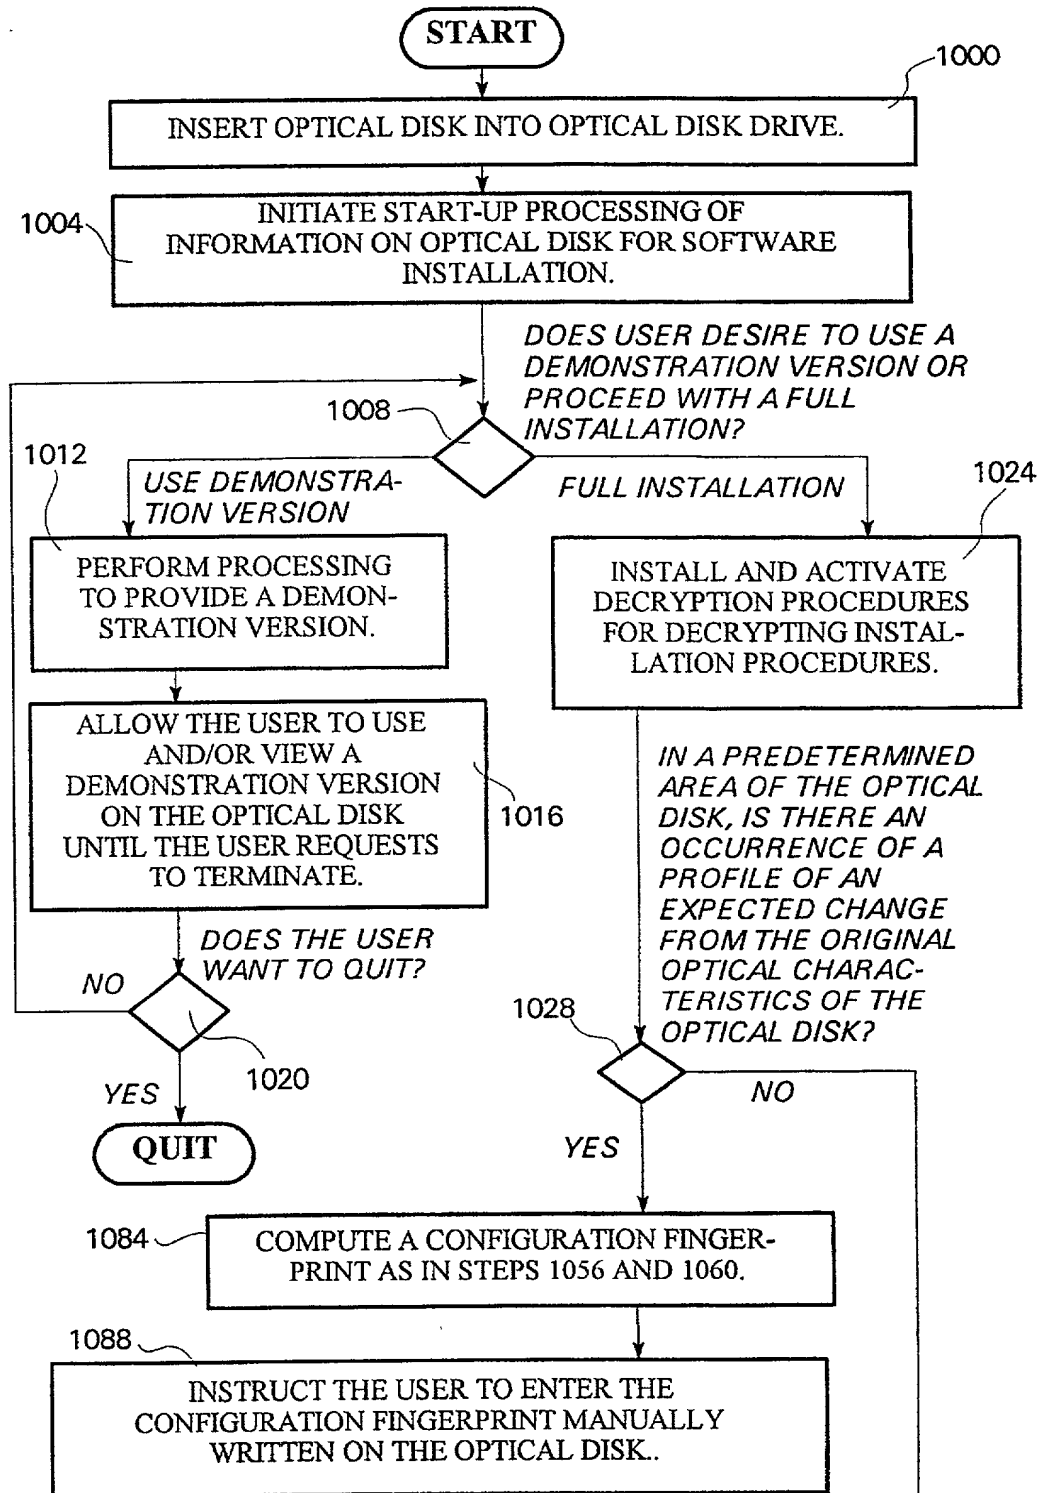 START
1000
INSERT OPTICAL DISK INTO OPTICAL DISK DRIVE.
1004
INITIATE START-UP PROCESSING OF
INFORMATION ON OPTICAL DISK FOR SOFTWARE
INSTALLATION.
DOES USER DESIRE TO USE A
DEMONSTRATION VERSION OR
PROCEED WITH A FULL
INSTALLATION?
1008
1012
USE DEMONSTRA-
TION VERSION
FULL INSTALLATION
1024
PERFORM PROCESSING
TO PROVIDE A DEMON-
STRATION VERSION.
INSTALL AND ACTIVATE
DECRYPTION PROCEDURES
FOR DECRYPTING INSTAL-
LATION PROCEDURES.
ALLOW THE USER TO USE
AND/OR VIEW A
DEMONSTRATION VERSION
ON THE OPTICAL DISK
UNTIL THE USER REQUESTS
TO TERMINATE.
1016
IN A PREDETERMINED
AREA OF THE OPTICAL
DISK, IS THERE AN
OCCURRENCE OF A
PROFILE OF AN
EXPECTED CHANGE
FROM THE ORIGINAL
OPTICAL CHARAC-
TERISTICS OF THE
OPTICAL DISK?
DOES THE USER
WANT TO QUIT?
NO
1020
YES
QUIT
1028
NO
YES
1084
COMPUTE A CONFIGURATION FINGER-
PRINT AS IN STEPS 1056 AND 1060.
1088
INSTRUCT THE USER TO ENTER THE
CONFIGURATION FINGERPRINT MANUALLY
WRITTEN ON THE OPTICAL DISK..